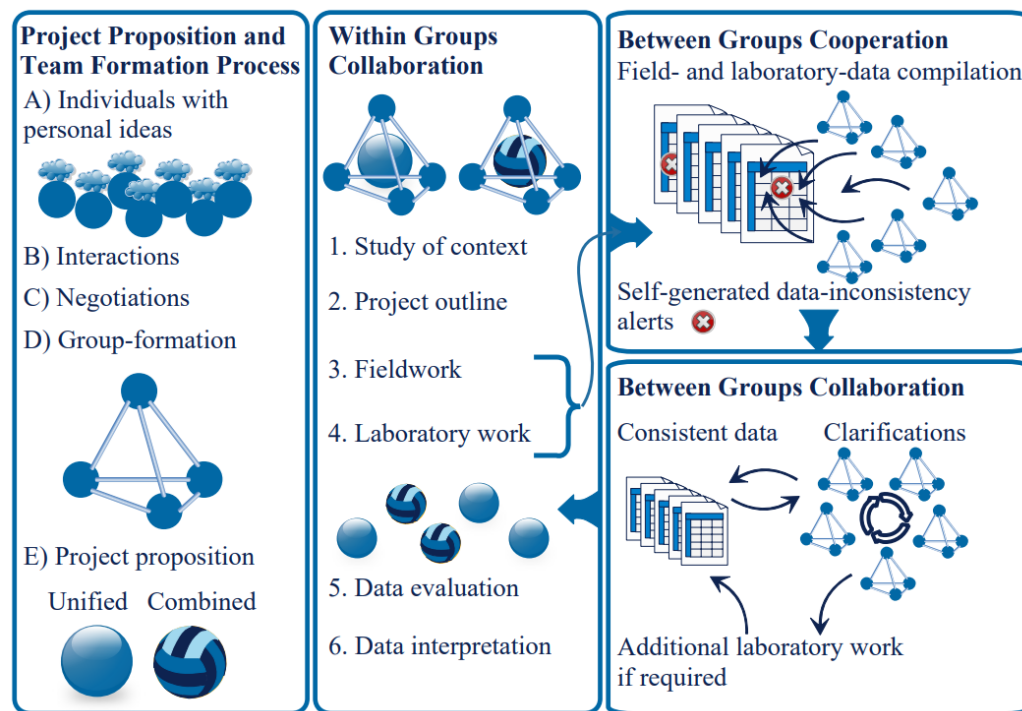 Project Proposition and
Team Formation Process
A) Individuals with
personal ideas
B) Interactions
C) Negotiations
D) Group-formation
E) Project proposition
Unified Combined
Within Groups
Collaboration
1. Study of context
2. Project outline
3. Fieldwork
4. Laboratory work
5. Data evaluation
6. Data interpretation
Between Groups Cooperation
Field- and laboratory-data compilation
Self-generated data-inconsistency
alerts
Between Groups Collaboration
Consistent data Clarifications
Additional laboratory work
if required